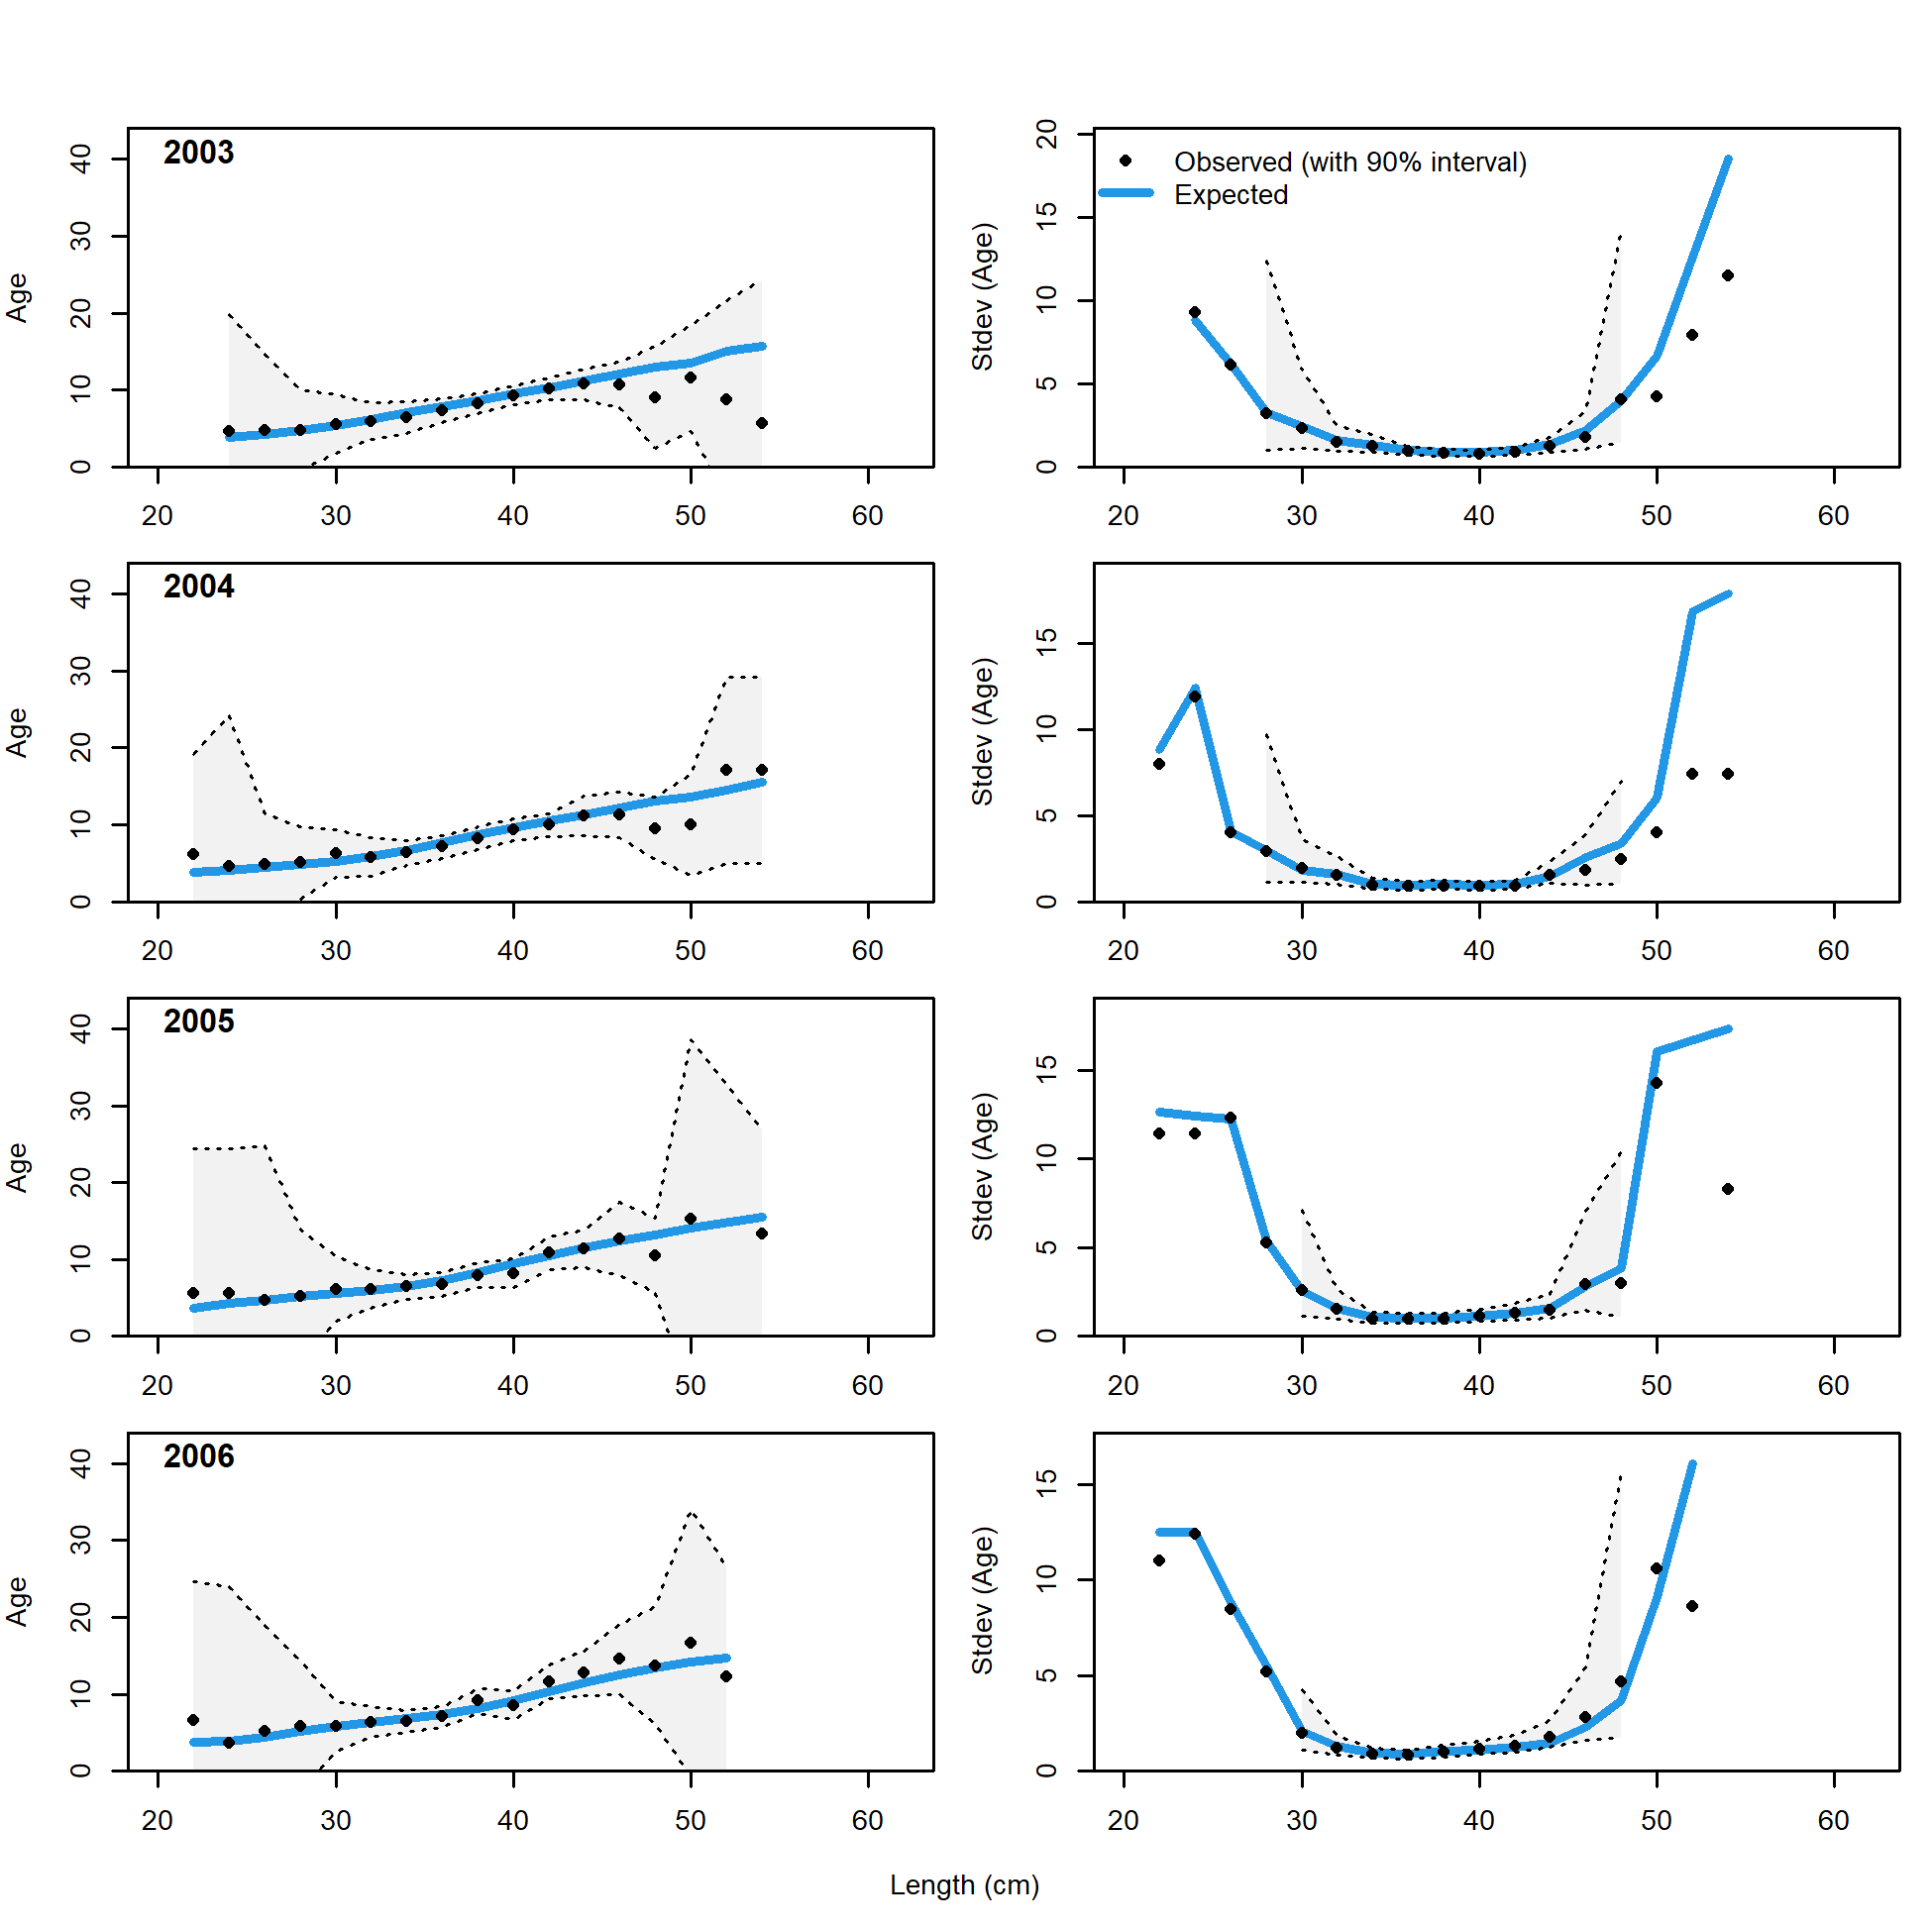 2003
Age
0 10 20 30 40
20 30 40 50 60
Observed (with 90% interval)
Expected
Stdev (Age)
0 5 10 15 20
20 30 40 50 60
2004
Age
0 10 20 30 40
20 30 40 50 60
Stdev (Age)
0 5 10 15
20 30 40 50 60
2005
Age
0 10 20 30 40
20 30 40 50 60
Stdev (Age)
0 5 10 15
20 30 40 50 60
2006
Age
0 10 20 30 40
20 30 40 50 60
Stdev (Age)
0 5 10 15
20 30 40 50 60
Length (cm)